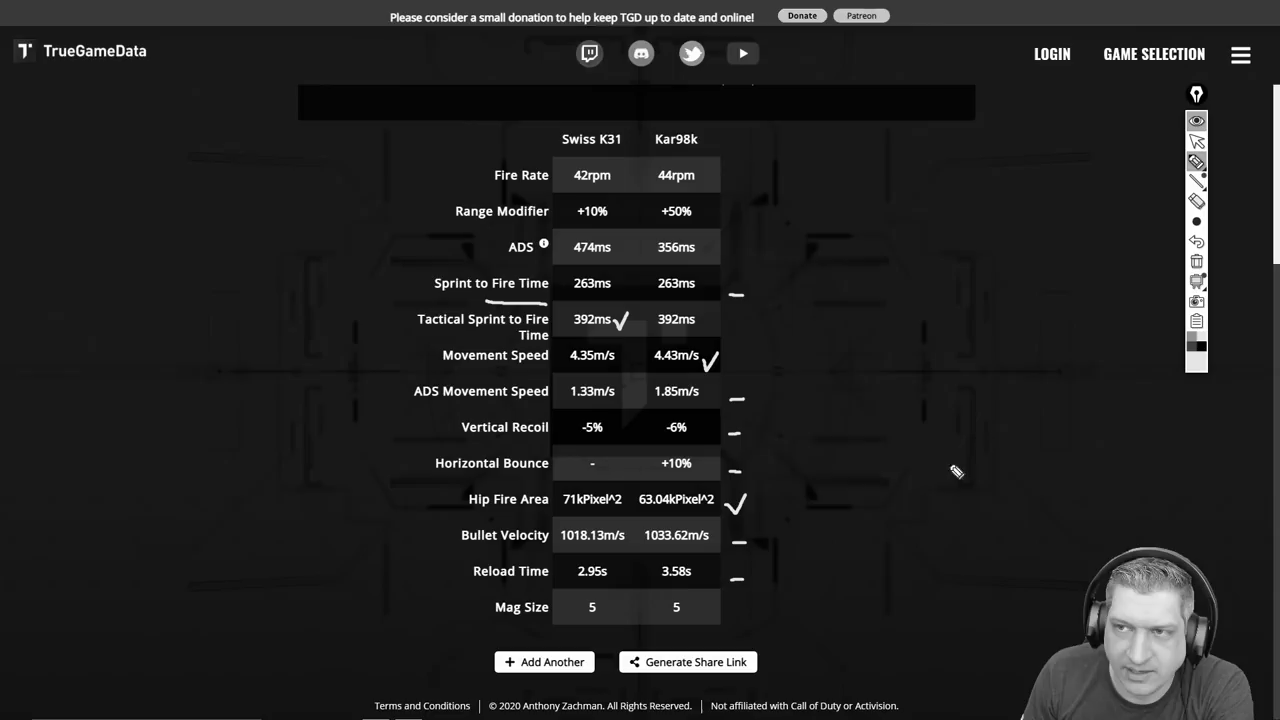 Please consider a small donation to help keep TGD up to date and online! Donate Patreon
TrueGameData LOGIN GAME SELECTION
Swiss K31 Kar98k
Fire Rate 42rpm 44rpm
Range Modifier +10% +50%
ADS 474ms 356ms
Sprint to Fire Time 263ms 263ms
Tactical Sprint to Fire Time 392ms 392ms
Movement Speed 4.35m/s 4.43m/s
ADS Movement Speed 1.33m/s 1.85m/s
Vertical Recoil -5% -6%
Horizontal Bounce - +10%
Hip Fire Area 71kPixel^2 63.04kPixel^2
Bullet Velocity 1018.13m/s 1033.62m/s
Reload Time 2.95s 3.58s
Mag Size 5 5
+ Add Another Generate Share Link
Terms and Conditions | © 2020 Anthony Zachman. All Rights Reserved. | Not affiliated with Call of Duty or Activision.